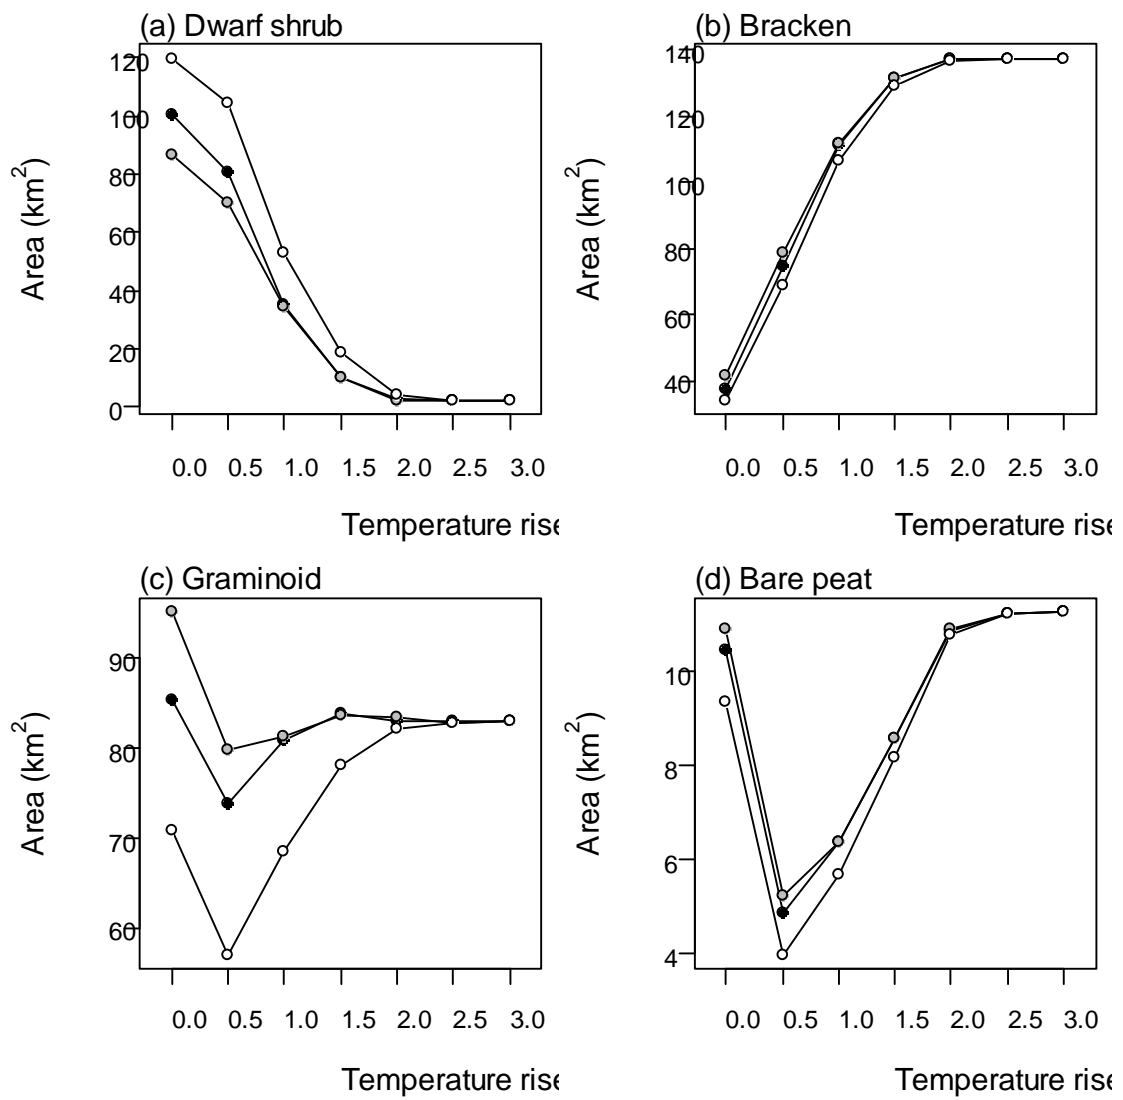 (a) Dwarf shrub
120
100
80
60
40
20
0
Area (km²)
0.0 0.5 1.0 1.5 2.0 2.5 3.0
Temperature rise
(b) Bracken
140
120
100
80
60
40
Area (km²)
0.0 0.5 1.0 1.5 2.0 2.5 3.0
Temperature rise
(c) Graminoid
90
80
70
60
Area (km²)
0.0 0.5 1.0 1.5 2.0 2.5 3.0
Temperature rise
(d) Bare peat
10
8
6
4
Area (km²)
0.0 0.5 1.0 1.5 2.0 2.5 3.0
Temperature rise